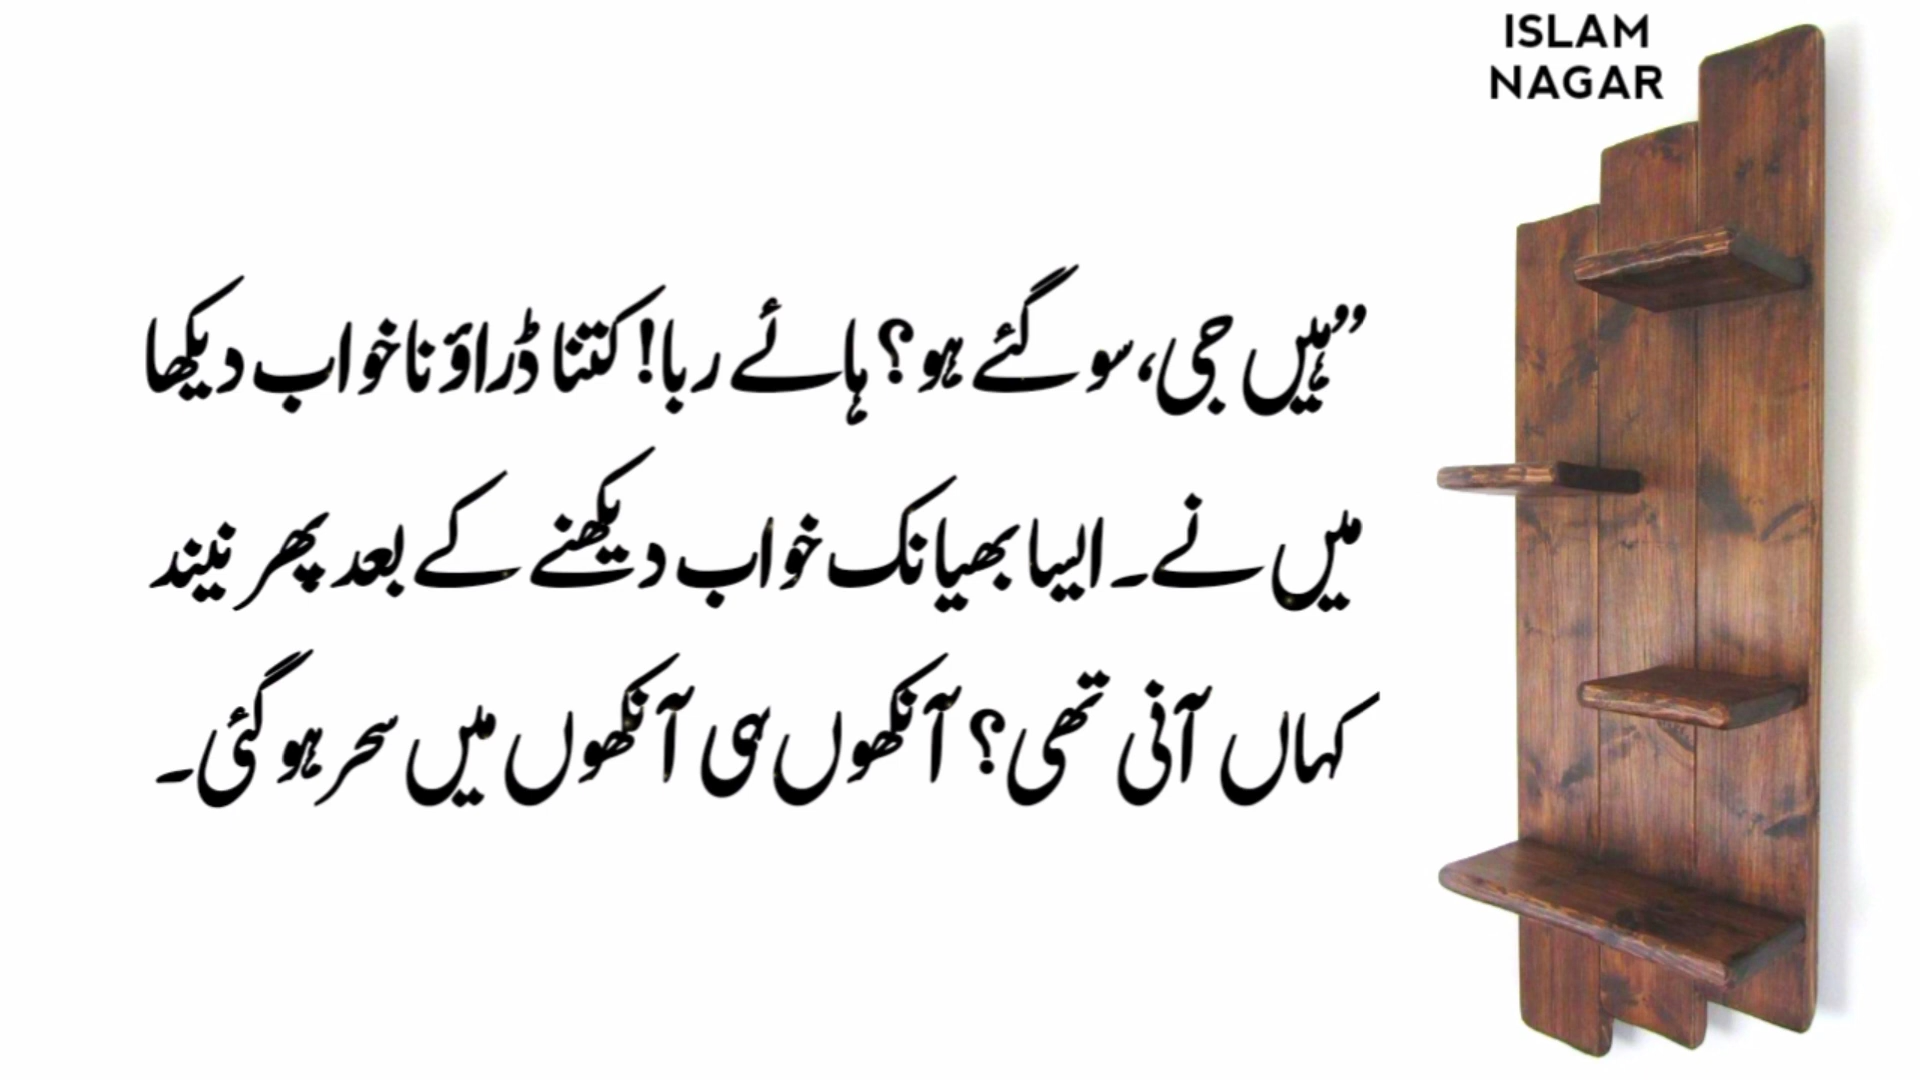 ISLAM
NAGAR
”ہیں جی، سو گئے ہو؟ ہائے ربا! کتنا ڈراؤنا خواب دیکھا
میں نے۔ ایسا بھیانک خواب دیکھنے کے بعد پھر نیند
کہاں آنی تھی؟ آنکھوں ہی آنکھوں میں سحر ہو گئی۔